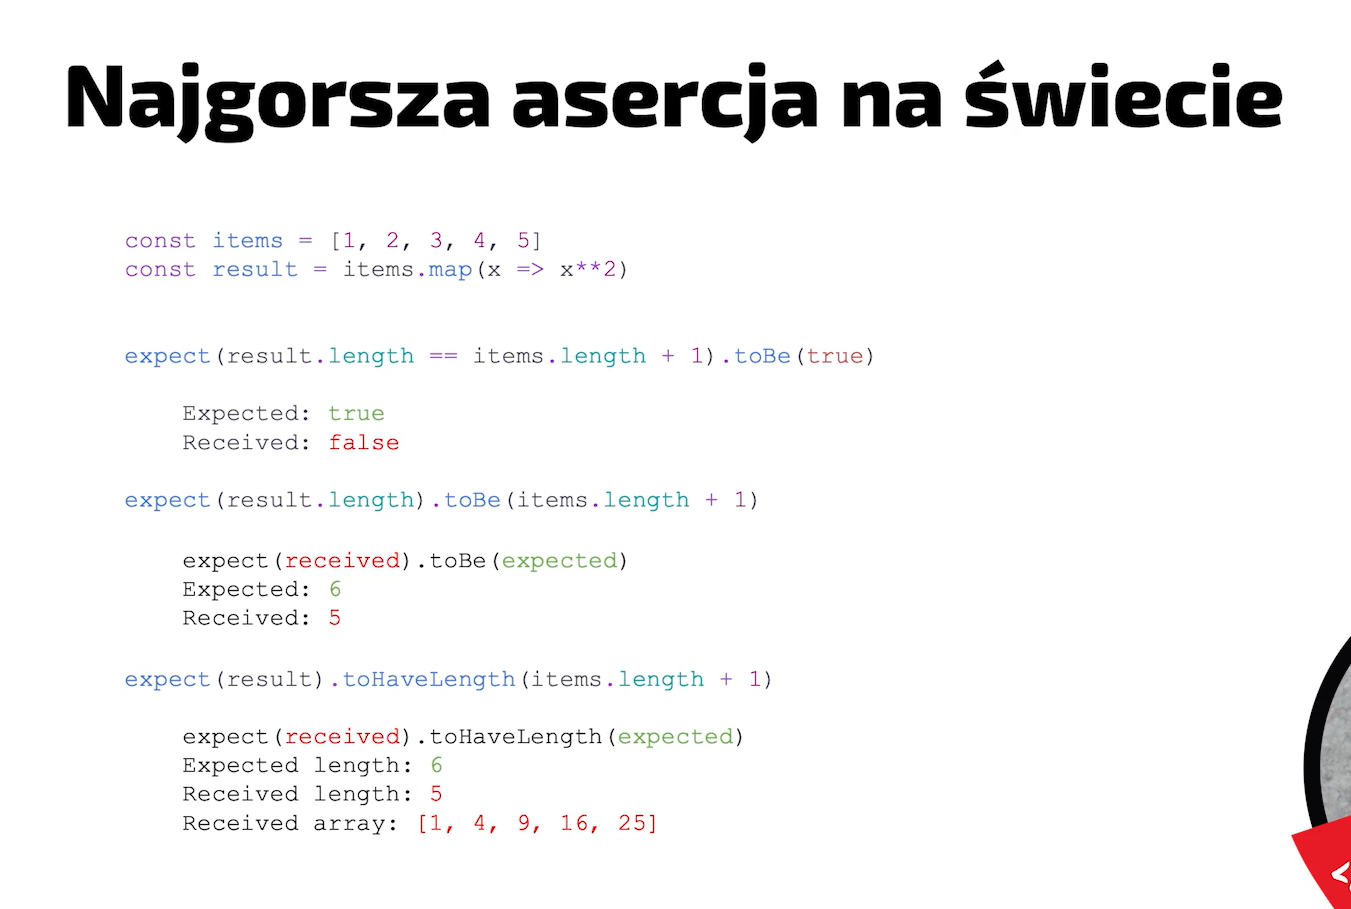 Najgorsza asercja na świecie
const items = [1, 2, 3, 4, 5]
const result = items.map(x => x**2)
expect(result.length == items.length + 1).toBe(true)
Expected: true
Received: false
expect(result.length).toBe(items.length + 1)
expect(received).toBe(expected)
Expected: 6
Received: 5
expect(result).toHaveLength(items.length + 1)
expect(received).toHaveLength(expected)
Expected length: 6
Received length: 5
Received array: [1, 4, 9, 16, 25]